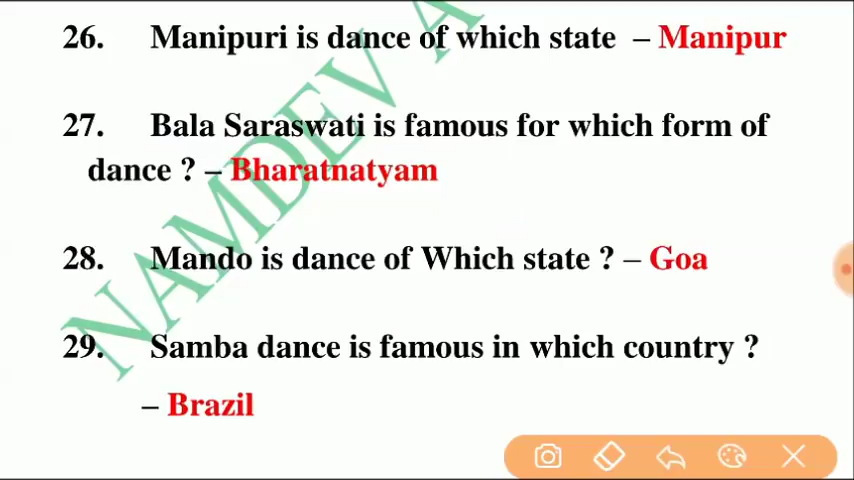 26. Manipuri is dance of which state – Manipur
27. Bala Saraswati is famous for which form of
dance ? – Bharatnatyam
28. Mando is dance of Which state ? – Goa
29. Samba dance is famous in which country ?
– Brazil
NAMDEV A